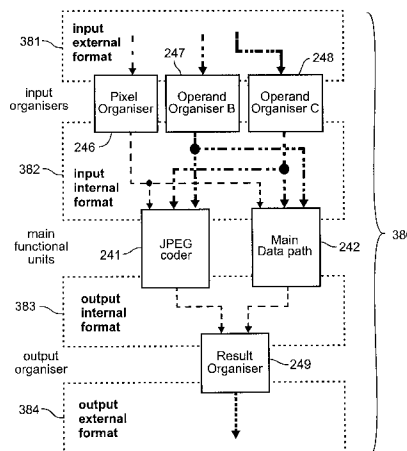 381
input
external
format
247
248
input
organisers
Pixel
Organiser
Operand
Organiser B
Operand
Organiser C
246
382
input
internal
format
main
functional
units
241
JPEG
coder
Main
Data path
242
380
383
output
internal
format
output
organiser
Result
Organiser
249
384
output
external
format